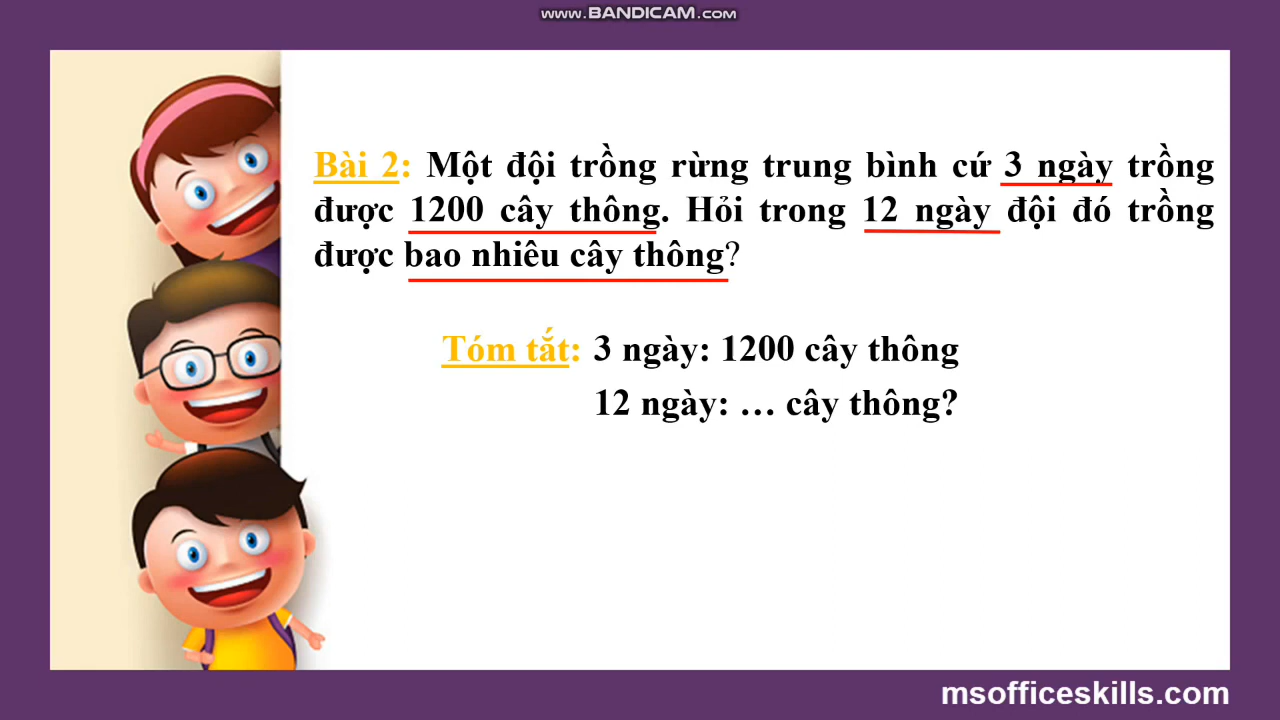 www.BANDICAM.com
Bài 2: Một đội trồng rừng trung bình cứ 3 ngày trồng
được 1200 cây thông. Hỏi trong 12 ngày đội đó trồng
được bao nhiêu cây thông?
Tóm tắt: 3 ngày: 1200 cây thông
12 ngày: … cây thông?
msofficeskills.com